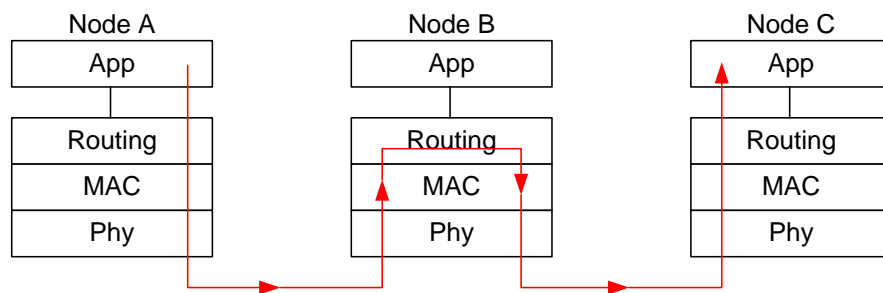 Node A Node B Node C
App App App
Routing Routing Routing
MAC MAC MAC
Phy Phy Phy